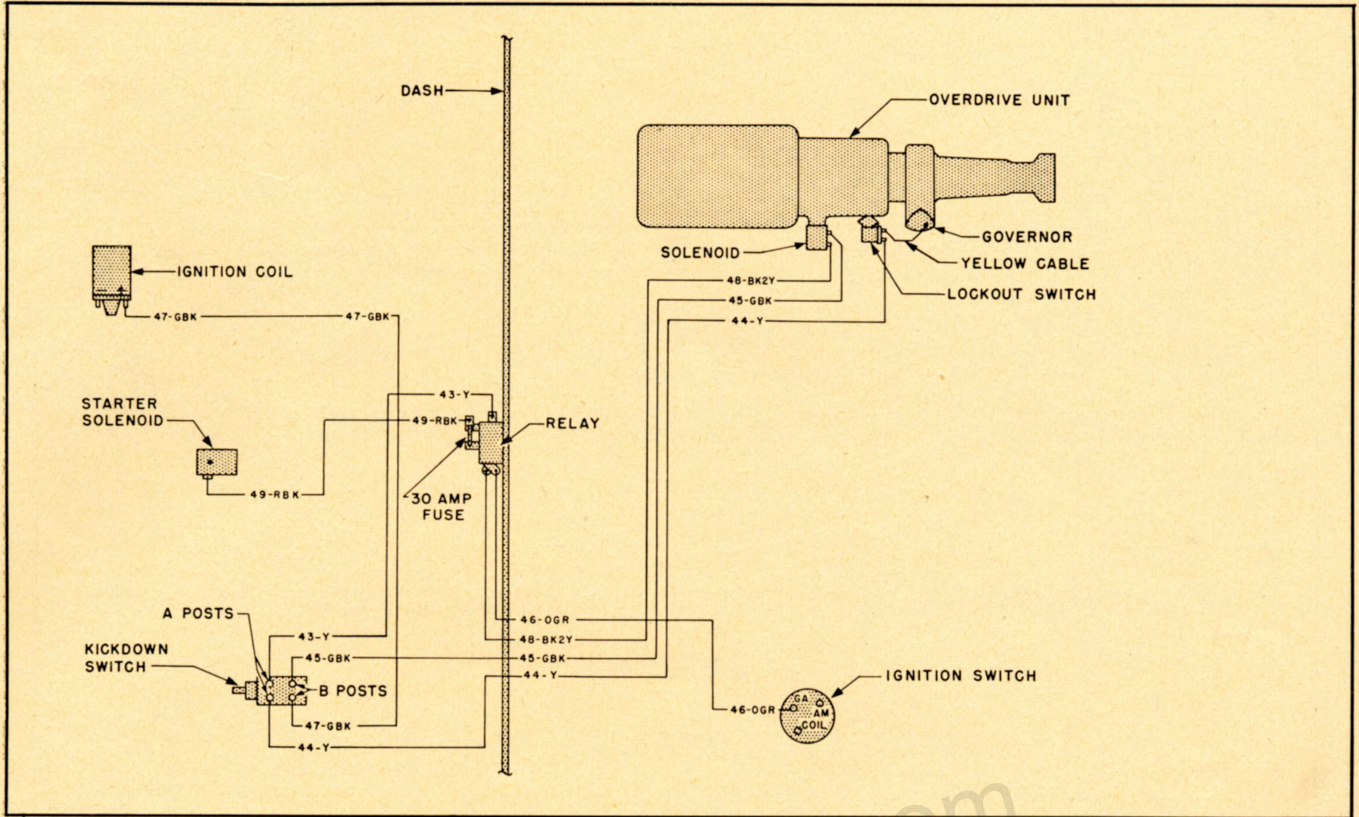 DASH
OVERDRIVE UNIT
SOLENOID
GOVERNOR
YELLOW CABLE
LOCKOUT SWITCH
IGNITION COIL
48-BK2Y
45-GBK
44-Y
47-GBK
47-GBK
43-Y
49-RBK
STARTER
SOLENOID
RELAY
49-RBK
30 AMP
FUSE
A POSTS
46-OGR
43-Y
48-BK2Y
KICKDOWN
SWITCH
45-GBK
45-GBK
44-Y
B POSTS
IGNITION SWITCH
GA
AM
COIL
46-OGR
47-GBK
44-Y
om